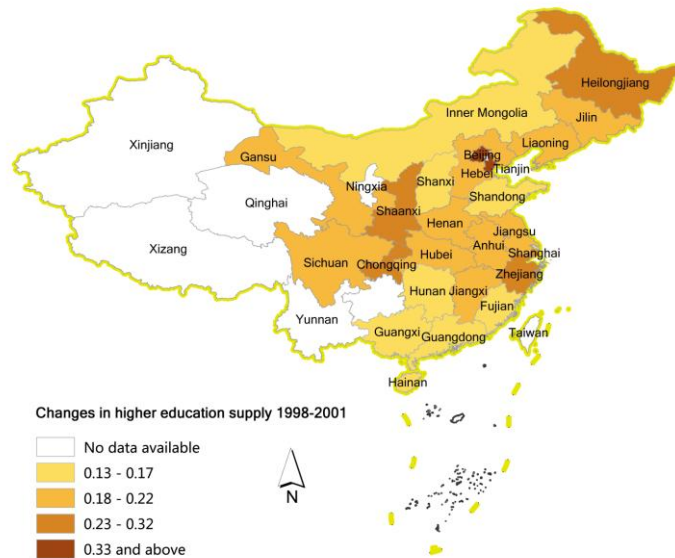 Heilongjiang
Inner Mongolia
Jilin
Xinjiang
Liaoning
Beijing
Gansu
Tianjin
Hebei
Ningxia
Shanxi
Qinghai
Shandong
Shaanxi
Henan
Jiangsu
Xizang
Anhui
Shanghai
Hubei
Sichuan
Chongqing
Zhejiang
Hunan
Jiangxi
Fujian
Yunnan
Taiwan
Guangxi
Guangdong
Hainan
Changes in higher education supply 1998-2001
No data available
0.13 - 0.17
0.18 - 0.22
0.23 - 0.32
0.33 and above
N